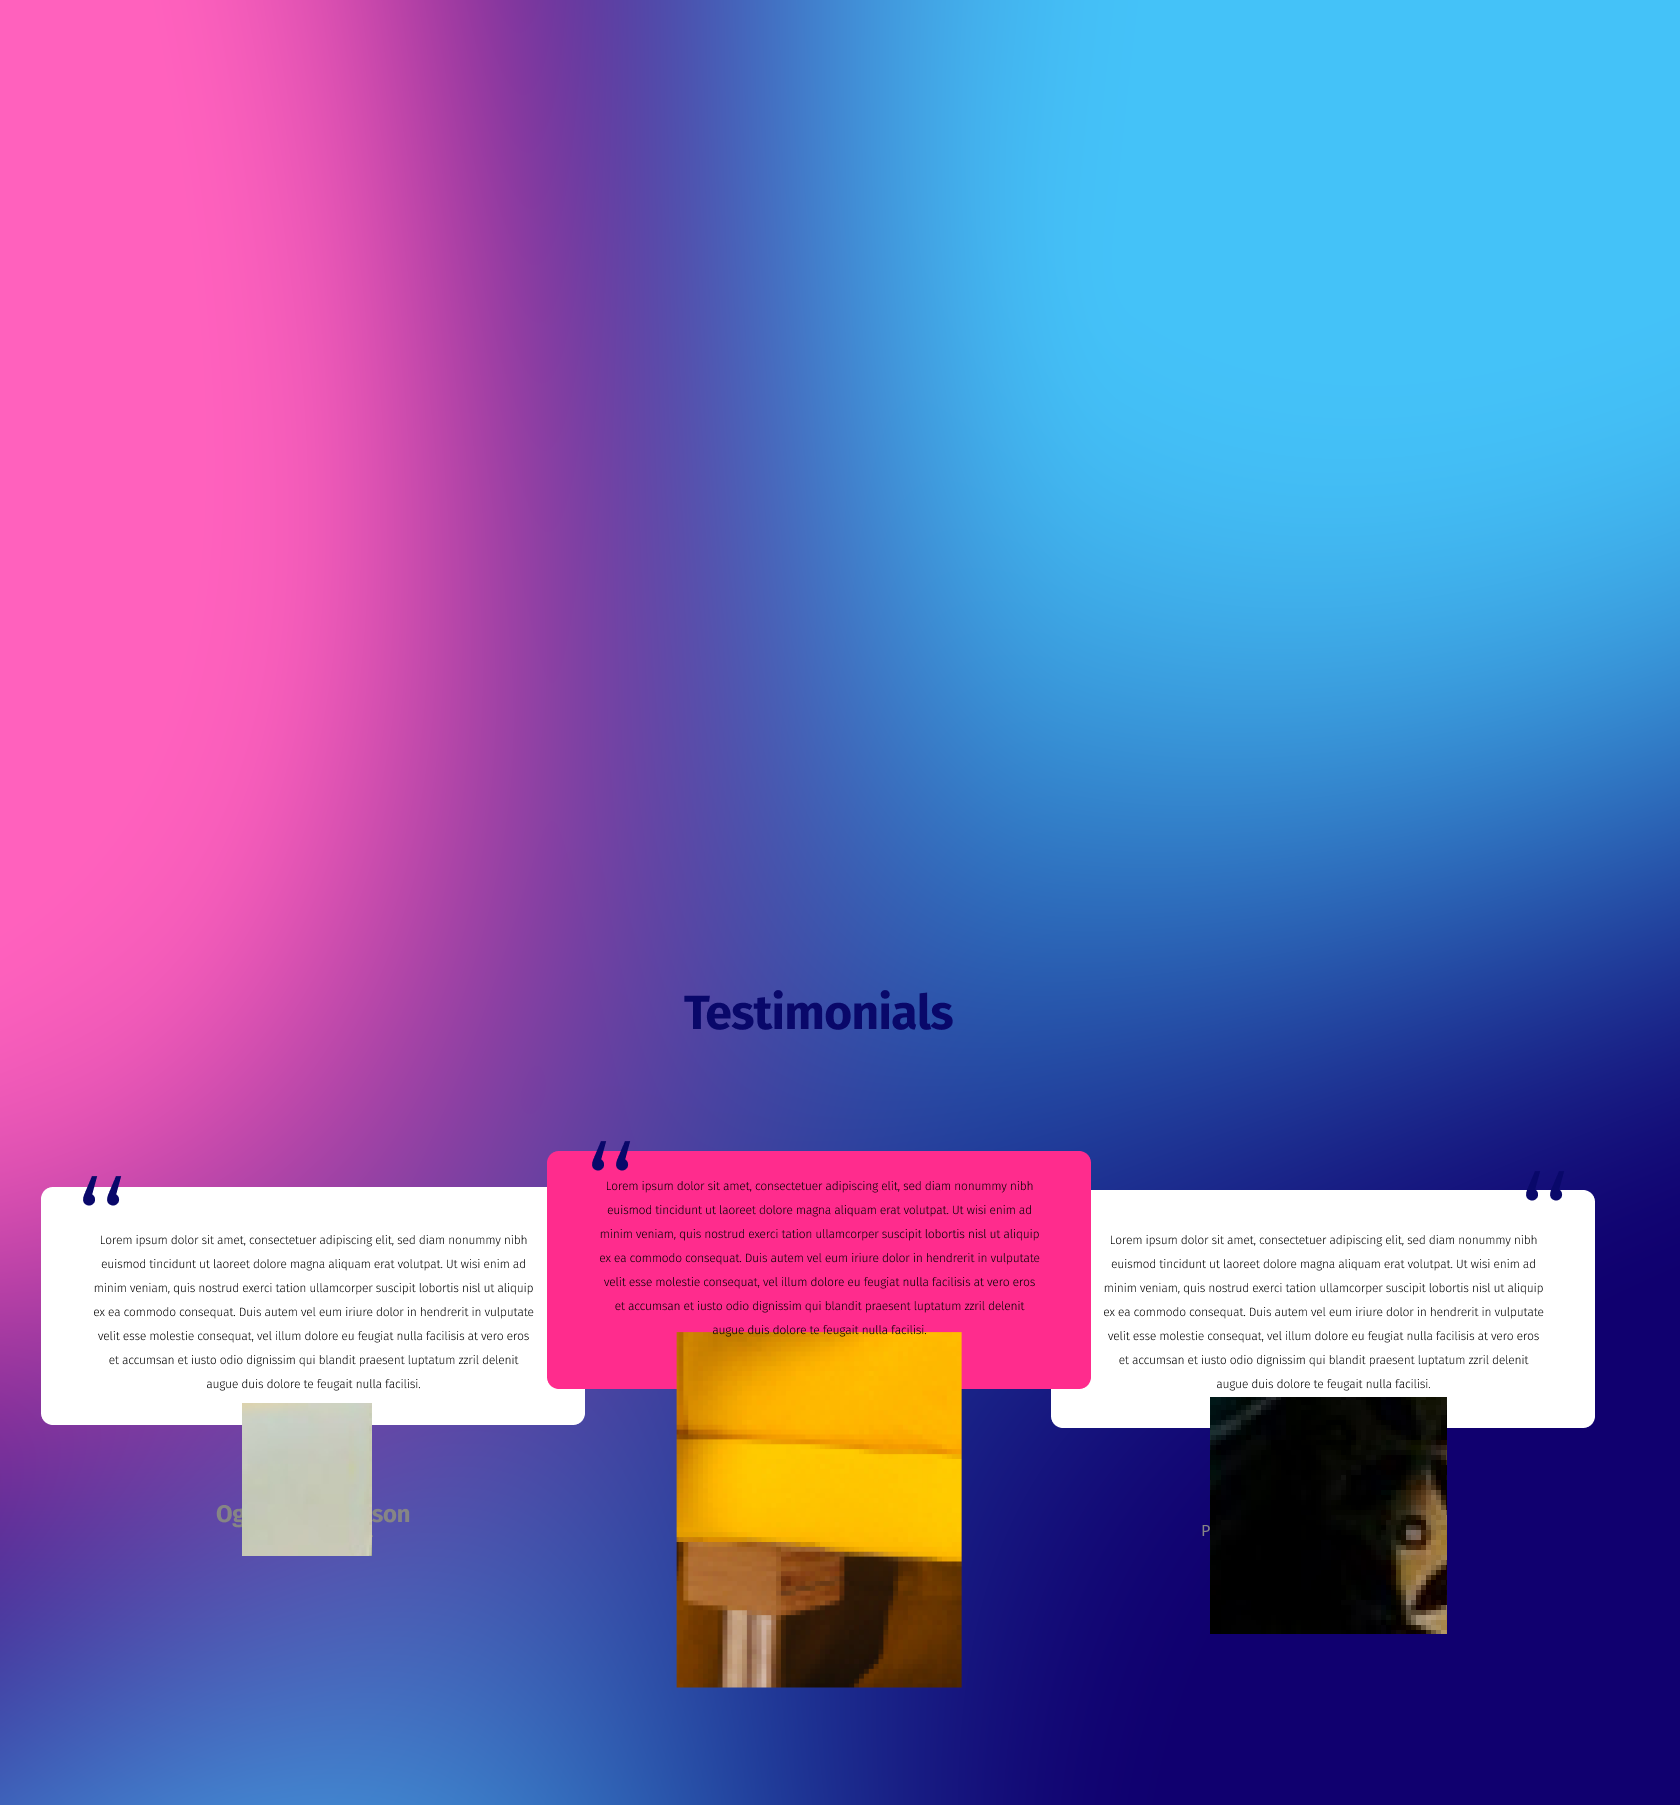 Testimonials
“
Lorem ipsum dolor sit amet, consectetuer adipiscing elit, sed diam nonummy nibh
euismod tincidunt ut laoreet dolore magna aliquam erat volutpat. Ut wisi enim ad
minim veniam, quis nostrud exerci tation ullamcorper suscipit lobortis nisl ut aliquip
ex ea commodo consequat. Duis autem vel eum iriure dolor in hendrerit in vulputate
velit esse molestie consequat, vel illum dolore eu feugiat nulla facilisis at vero eros
et accumsan et iusto odio dignissim qui blandit praesent luptatum zzril delenit
augue duis dolore te feugait nulla facilisi.
“
Lorem ipsum dolor sit amet, consectetuer adipiscing elit, sed diam nonummy nibh
euismod tincidunt ut laoreet dolore magna aliquam erat volutpat. Ut wisi enim ad
minim veniam, quis nostrud exerci tation ullamcorper suscipit lobortis nisl ut aliquip
ex ea commodo consequat. Duis autem vel eum iriure dolor in hendrerit in vulputate
velit esse molestie consequat, vel illum dolore eu feugiat nulla facilisis at vero eros
et accumsan et iusto odio dignissim qui blandit praesent luptatum zzril delenit
augue duis dolore te feugait nulla facilisi.
“
Lorem ipsum dolor sit amet, consectetuer adipiscing elit, sed diam nonummy nibh
euismod tincidunt ut laoreet dolore magna aliquam erat volutpat. Ut wisi enim ad
minim veniam, quis nostrud exerci tation ullamcorper suscipit lobortis nisl ut aliquip
ex ea commodo consequat. Duis autem vel eum iriure dolor in hendrerit in vulputate
velit esse molestie consequat, vel illum dolore eu feugiat nulla facilisis at vero eros
et accumsan et iusto odio dignissim qui blandit praesent luptatum zzril delenit
augue duis dolore te feugait nulla facilisi.